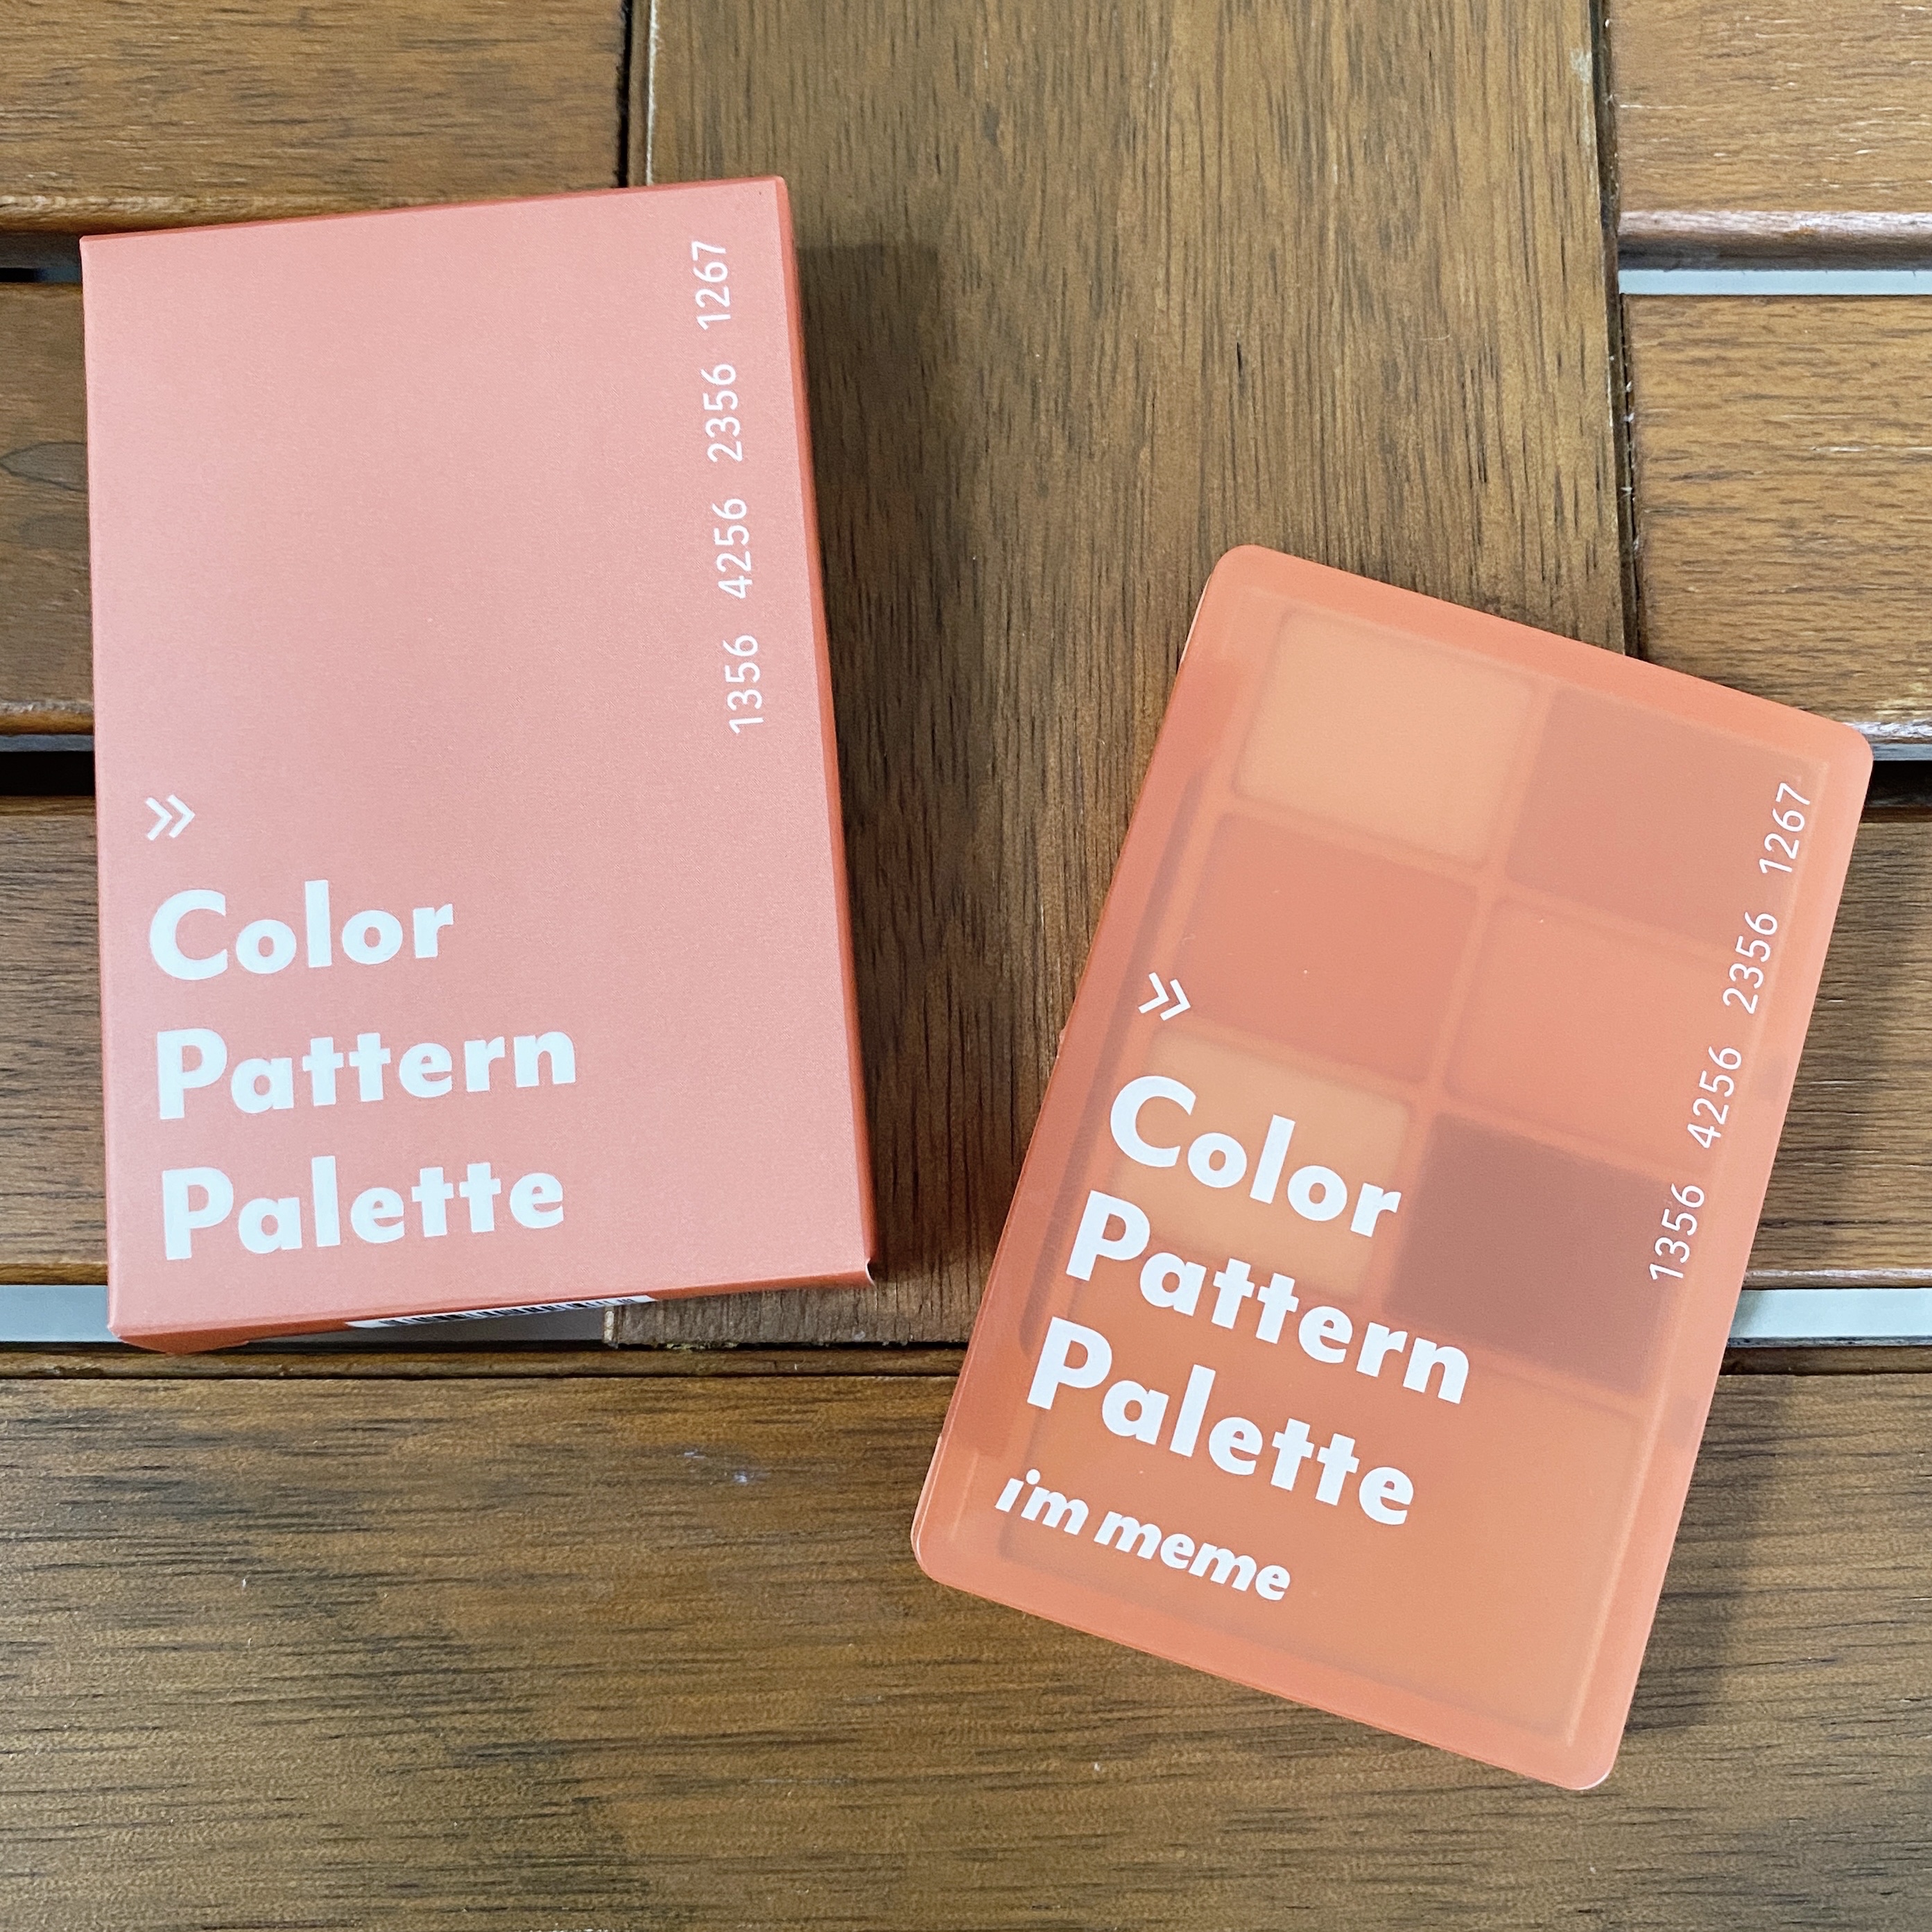 1356 4256 2356 1267
»
Color
Pattern
Palette
1356 4256 2356 1267
»
Color
Pattern
Palette
i'm meme